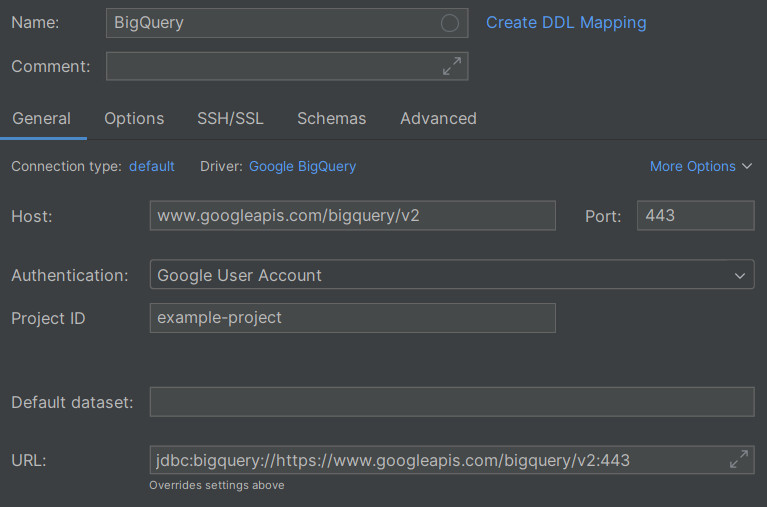 Name: BigQuery Create DDL Mapping
Comment:
General Options SSH/SSL Schemas Advanced
Connection type: default Driver: Google BigQuery More Options
Host: www.googleapis.com/bigquery/v2 Port: 443
Authentication: Google User Account
Project ID example-project
Default dataset:
URL: jdbc:bigquery://https://www.googleapis.com/bigquery/v2:443
Overrides settings above